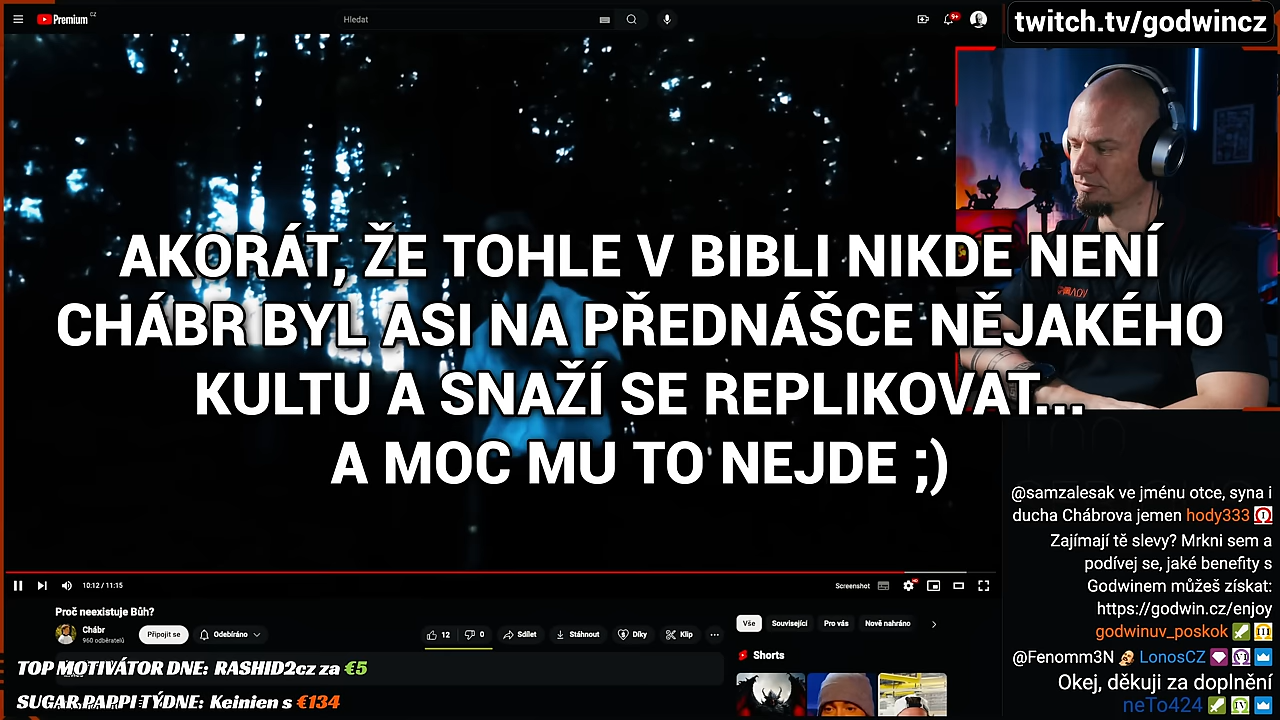 Premium CZ
Hledat
9+
twitch.tv/godwincz
AKORÁT, ŽE TOHLE V BIBLI NIKDE NENÍ
CHÁBR BYL ASI NA PŘEDNÁŠCE NĚJAKÉHO
KULTU A SNAŽÍ SE REPLIKOVAT...
A MOC MU TO NEJDE ;)
@samzalesak ve jménu otce, syna i
ducha Chábrova jemen hody333
Zajímají tě slevy? Mrkni sem a
podívej se, jaké benefity s
Godwinem můžeš získat:
https://godwin.cz/enjoy
godwinuv_poskok
@Fenomm3N LonosCZ
Okej, děkuji za doplnění
neTo424
10:12 / 11:15
Screenshot
Proč neexistuje Bůh?
Chábr
960 odběratelů
Připojit se
Odebíráno
12
0
Sdílet
Stáhnout
Díky
Klip
Vše
Související
Pro vás
Nově nahráno
Shorts
TOP MOTIVÁTOR DNE: RASHID2cz za €5
SUGAR PAPPI TÝDNE: Keinien s €134